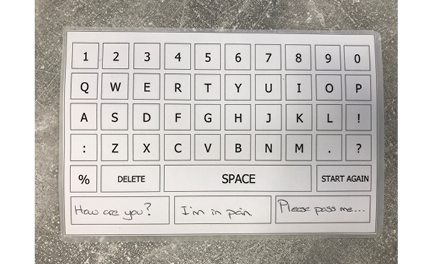 1 2 3 4 5 6 7 8 9 0
Q W E R T Y U I O P
A S D F G H J K L !
: Z X C V B N M . ?
% DELETE SPACE START AGAIN
How are you? I'm in pain Please pass me...